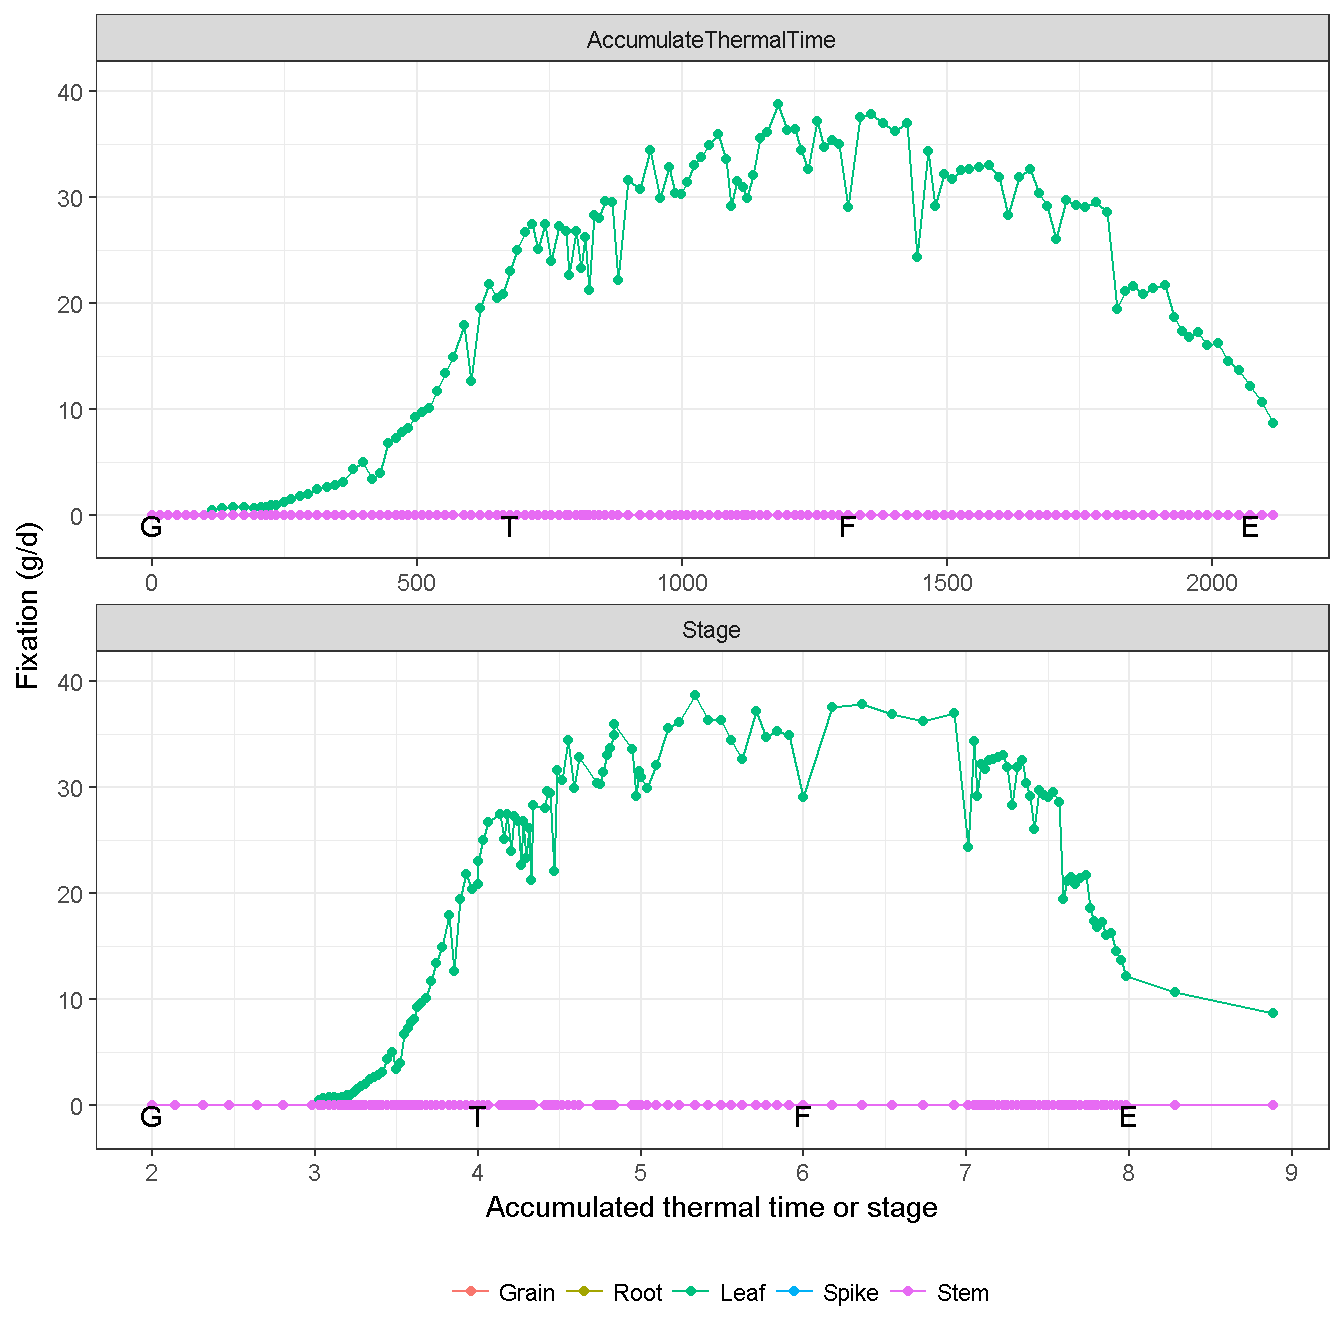 AccumulateThermalTime
40
30
20
10
0
G T F E
0 500 1000 1500 2000
Fixation (g/d)
Stage
40
30
20
10
0
G T F E
2 3 4 5 6 7 8 9
Accumulated thermal time or stage
Grain Root Leaf Spike Stem